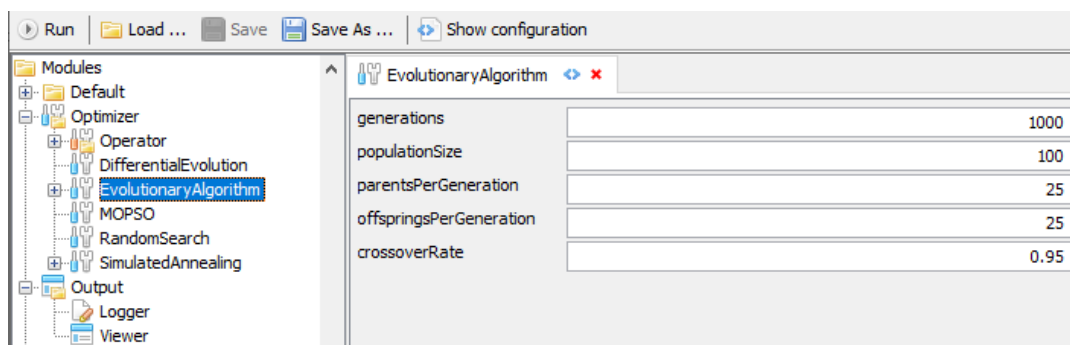 Run Load ... Save Save As ... Show configuration
Modules
Default
Optimizer
Operator
DifferentialEvolution
EvolutionaryAlgorithm
MOPSO
RandomSearch
SimulatedAnnealing
Output
Logger
Viewer
EvolutionaryAlgorithm
generations 1000
populationSize 100
parentsPerGeneration 25
offspringsPerGeneration 25
crossoverRate 0.95